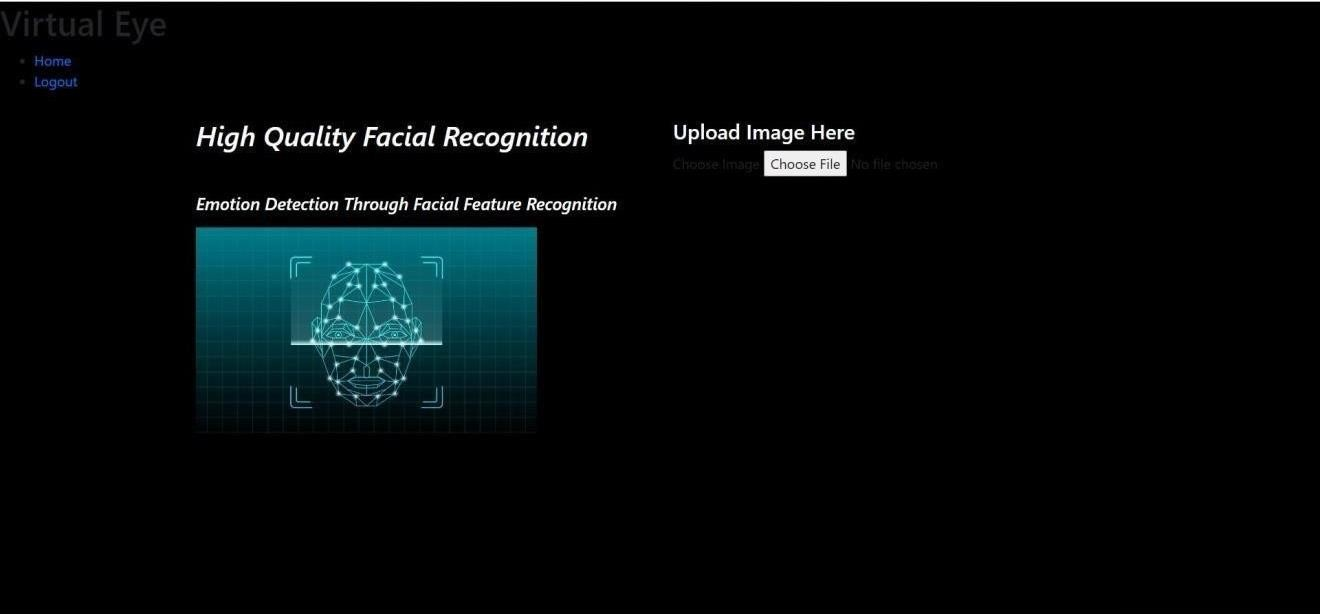 Virtual Eye
Home
Logout
High Quality Facial Recognition
Emotion Detection Through Facial Feature Recognition
Upload Image Here
Choose Image Choose File No file chosen